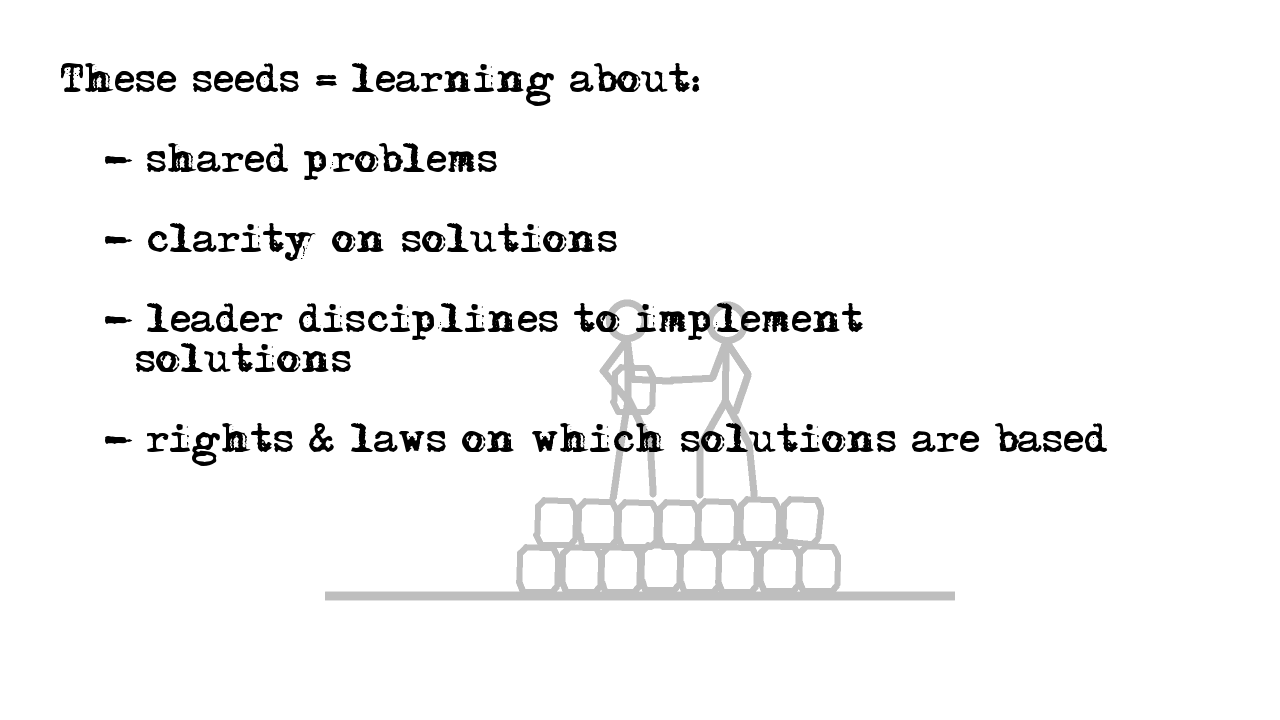 These seeds = learning about:
- shared problems
- clarity on solutions
- leader disciplines to implement
solutions
- rights & laws on which solutions are based